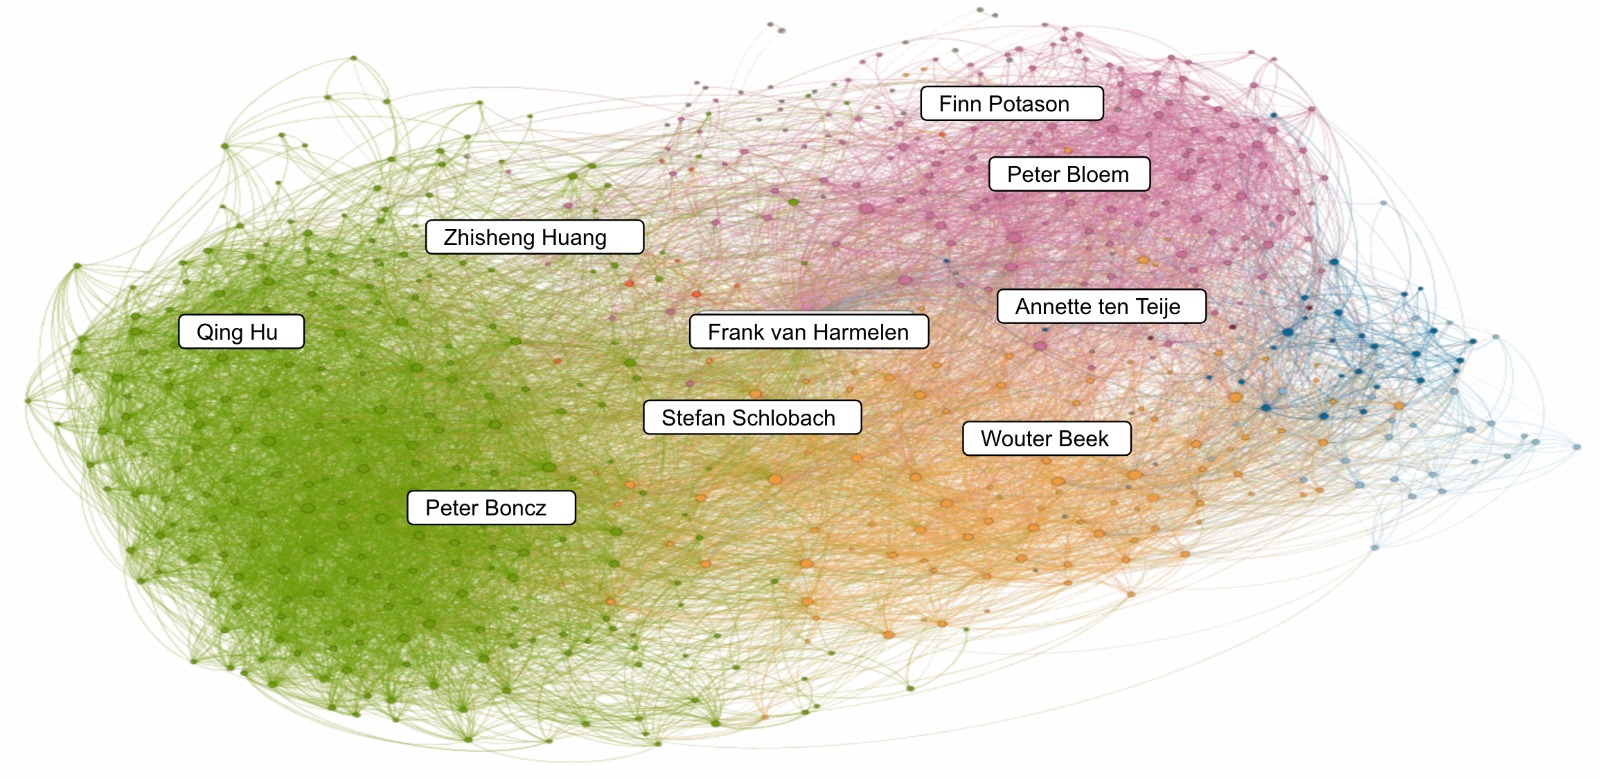 Finn Potason
Peter Bloem
Zhisheng Huang
Annette ten Teije
Qing Hu
Frank van Harmelen
Stefan Schlobach
Wouter Beek
Peter Boncz